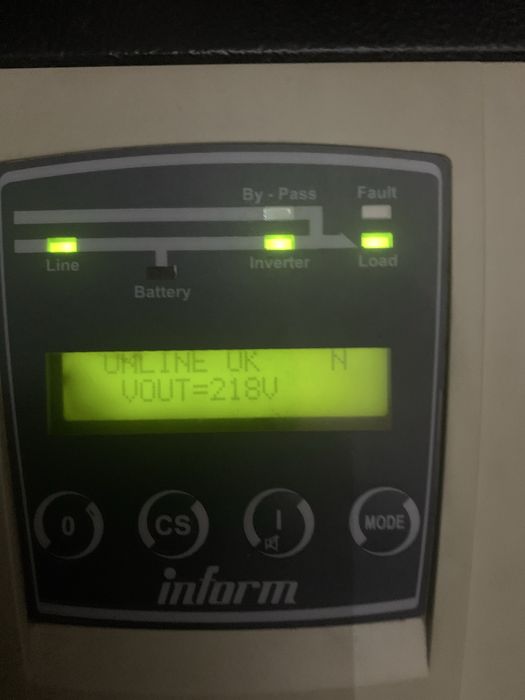 By - Pass Fault
Line Inverter Load
Battery
ONLINE OK N
VOUT=218V
0 CS I MODE
inform